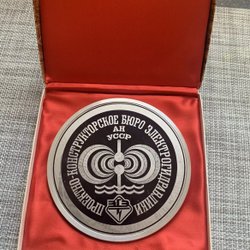 ПРОЕКТНО-КОНСТРУКТОРСКОЕ БЮРО ЭЛЕКТРОГИДРАВЛИКИ
АН
УССР